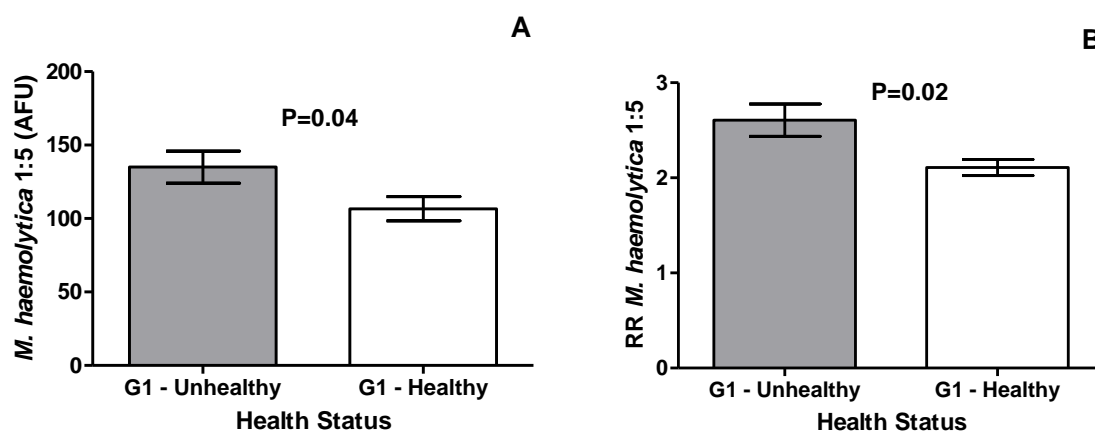 A
M. haemolytica 1:5 (AFU)
200
150
100
50
0
P=0.04
G1 - Unhealthy G1 - Healthy
Health Status
B
RR M. haemolytica 1:5
3
2
1
0
P=0.02
G1 - Unhealthy G1 - Healthy
Health Status